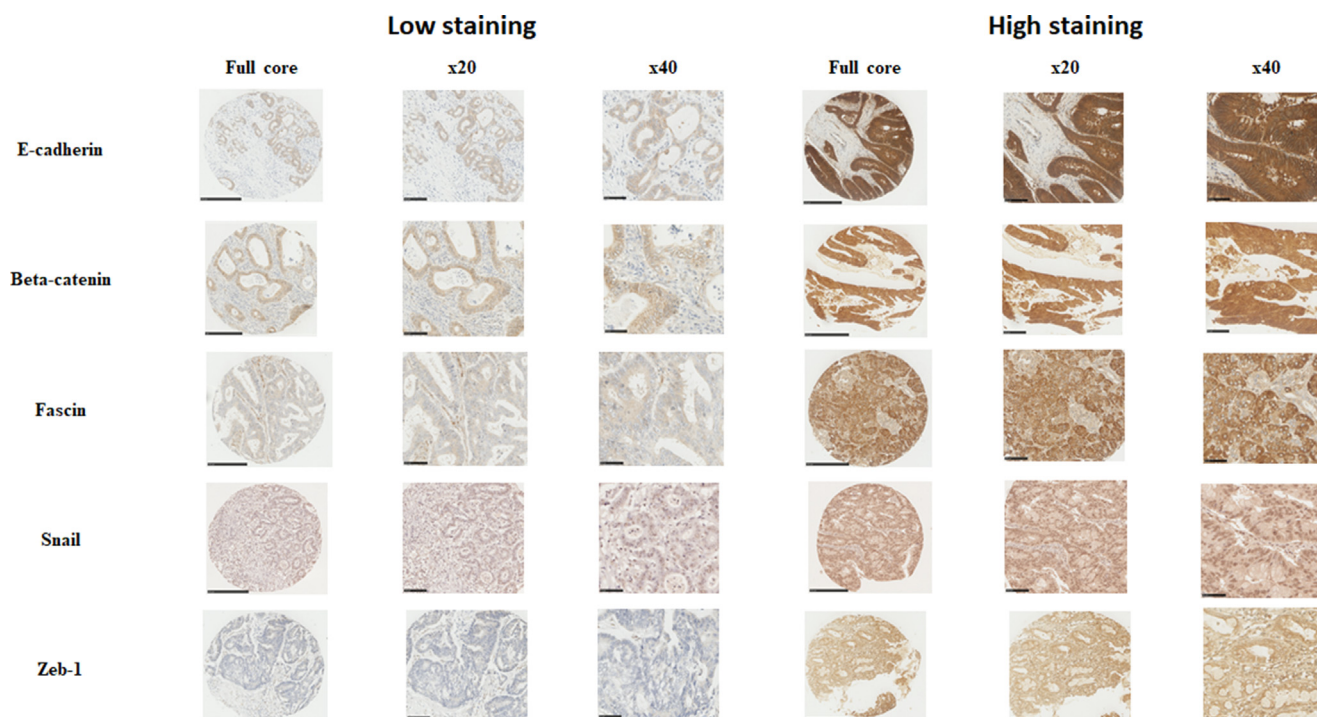 Low staining High staining
Full core x20 x40 Full core x20 x40
E-cadherin
Beta-catenin
Fascin
Snail
Zeb-1